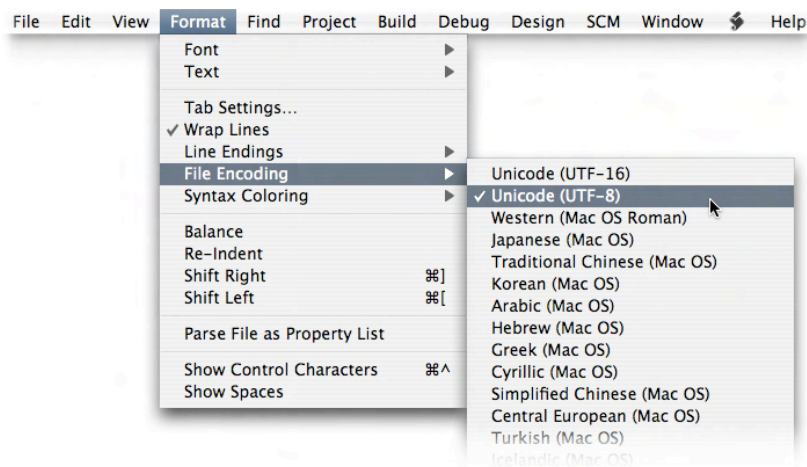 File Edit View Format Find Project Build Debug Design SCM Window Help
Font
Text
Tab Settings...
✓ Wrap Lines
Line Endings
File Encoding
Syntax Coloring
Balance
Re-Indent
Shift Right ⌘]
Shift Left ⌘[
Parse File as Property List
Show Control Characters ⌘^
Show Spaces
Unicode (UTF-16)
✓ Unicode (UTF-8)
Western (Mac OS Roman)
Japanese (Mac OS)
Traditional Chinese (Mac OS)
Korean (Mac OS)
Arabic (Mac OS)
Hebrew (Mac OS)
Greek (Mac OS)
Cyrillic (Mac OS)
Simplified Chinese (Mac OS)
Central European (Mac OS)
Turkish (Mac OS)
Icelandic (Mac OS)